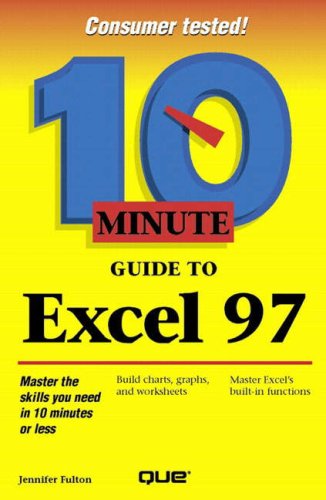 Consumer tested!
10
MINUTE
GUIDE TO
Excel 97
Master the
skills you need
in 10 minutes
or less
Build charts, graphs,
and worksheets
Master Excel's
built-in functions
Jennifer Fulton
QUE®